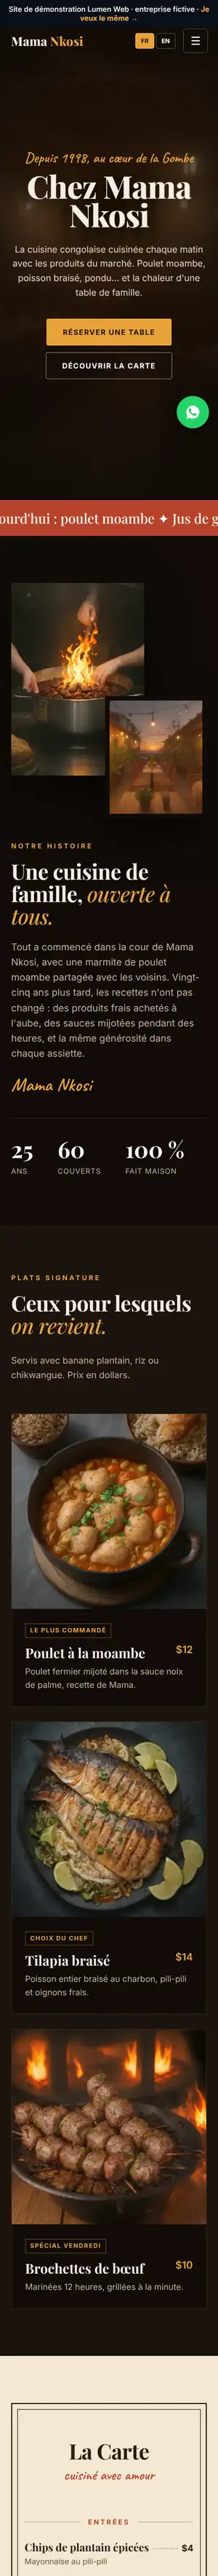 Site de démonstration Lumen Web · entreprise fictive · Je
veux le même →
Mama Nkosi
FR
EN
Depuis 1998, au cœur de la Gombe
Chez Mama
Nkosi
La cuisine congolaise cuisinée chaque matin
avec les produits du marché. Poulet moambe,
poisson braisé, pondu… et la chaleur d'une
table de famille.
RÉSERVER UNE TABLE
DÉCOUVRIR LA CARTE
ourd'hui : poulet moambe ✦ Jus de g
NOTRE HISTOIRE
Une cuisine de
famille, ouverte à
tous.
Tout a commencé dans la cour de Mama
Nkosi, avec une marmite de poulet
moambe partagée avec les voisins. Vingt-
cinq ans plus tard, les recettes n'ont pas
changé : des produits frais achetés à
l'aube, des sauces mijotées pendant des
heures, et la même générosité dans
chaque assiette.
Mama Nkosi
25
ANS
60
COUVERTS
100 %
FAIT MAISON
PLATS SIGNATURE
Ceux pour lesquels
on revient.
Servis avec banane plantain, riz ou
chikwangue. Prix en dollars.
LE PLUS COMMANDÉ
Poulet à la moambe $12
Poulet fermier mijoté dans la sauce noix
de palme, recette de Mama.
CHOIX DU CHEF
Tilapia braisé $14
Poisson entier braisé au charbon, pili-pili
et oignons frais.
SPÉCIAL VENDREDI
Brochettes de bœuf $10
Marinées 12 heures, grillées à la minute.
La Carte
cuisiné avec amour
ENTRÉES
Chips de plantain épicées $4
Mayonnaise au pili-pili